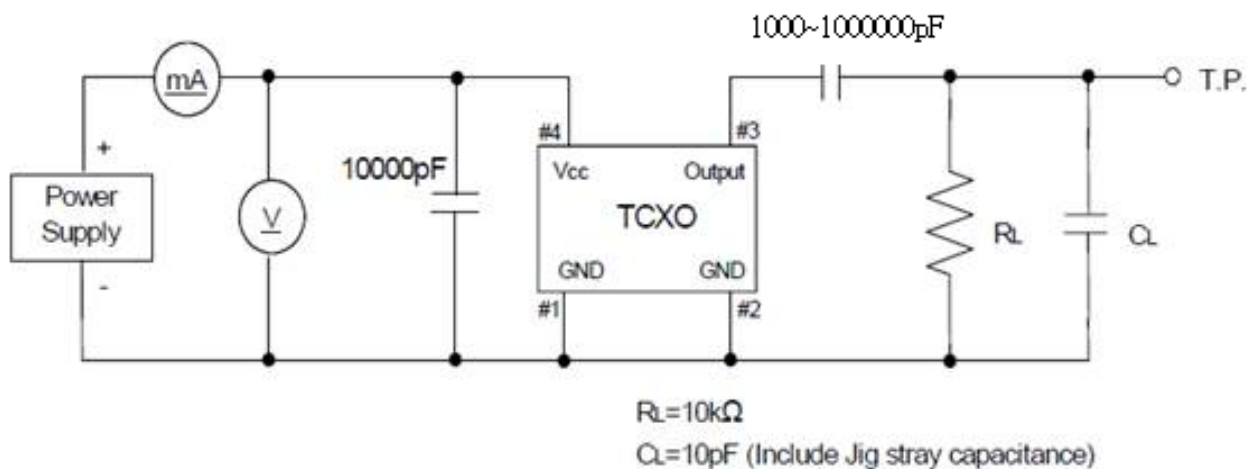 1000~1000000pF
mA
T.P.
#4
#3
+
10000pF
Vcc
Output
Power
Supply
V
TCXO
RL
CL
GND
GND
-
#1
#2
RL=10kΩ
CL=10pF (Include Jig stray capacitance)